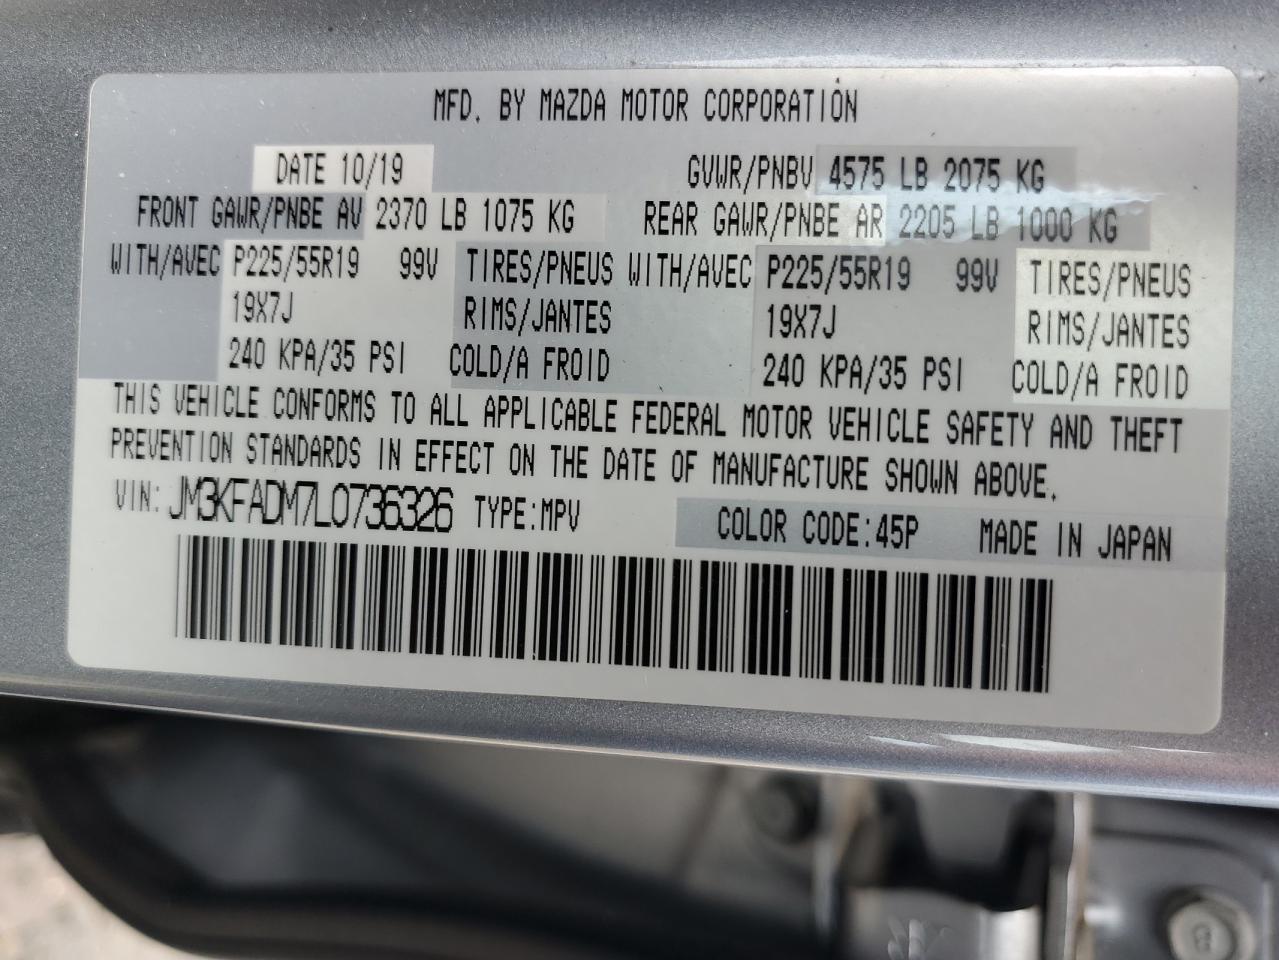 MFD. BY MAZDA MOTOR CORPORATION
DATE 10/19 GVWR/PNBV 4575 LB 2075 KG
FRONT GAWR/PNBE AV 2370 LB 1075 KG REAR GAWR/PNBE AR 2205 LB 1000 KG
WITH/AVEC P225/55R19 99V TIRES/PNEUS WITH/AVEC P225/55R19 99V TIRES/PNEUS
19X7J RIMS/JANTES 19X7J RIMS/JANTES
240 KPA/35 PSI COLD/A FROID 240 KPA/35 PSI COLD/A FROID
THIS VEHICLE CONFORMS TO ALL APPLICABLE FEDERAL MOTOR VEHICLE SAFETY AND THEFT
PREVENTION STANDARDS IN EFFECT ON THE DATE OF MANUFACTURE SHOWN ABOVE.
VIN: JM3KFADM7L0736326 TYPE:MPV COLOR CODE:45P MADE IN JAPAN
8